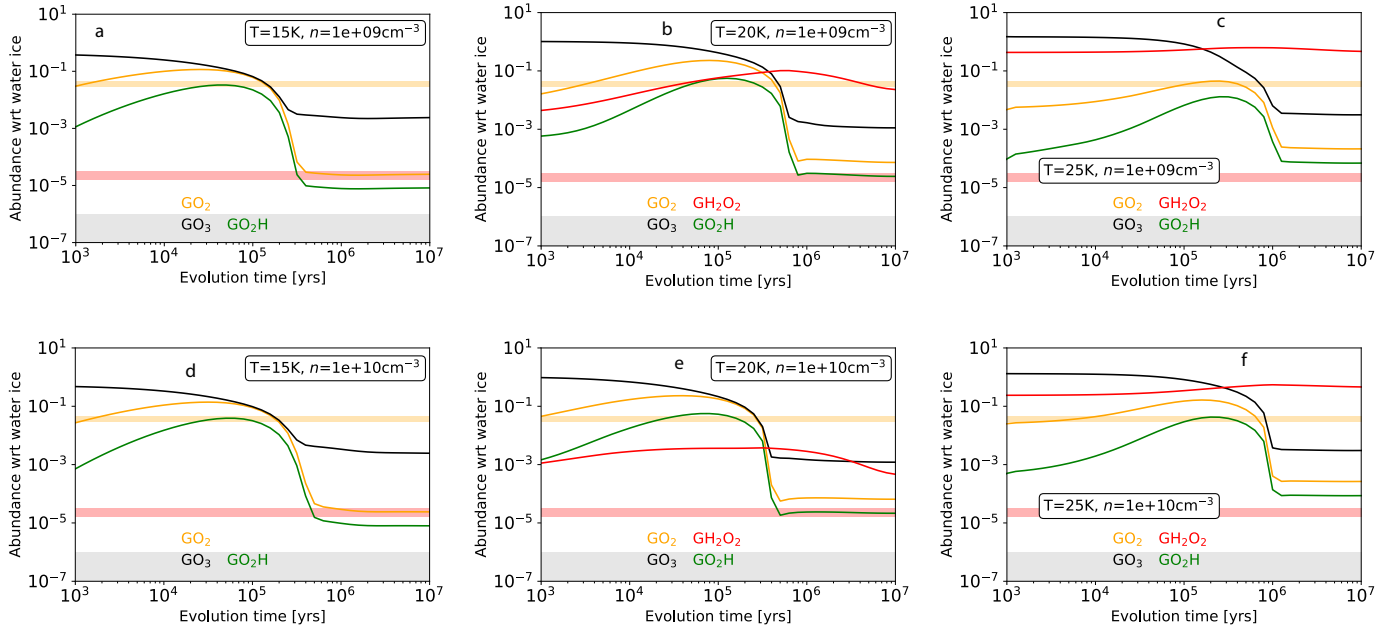 a
T=15K, n=1e+09cm⁻³
Abundance wrt water ice
10¹
10⁻¹
10⁻³
10⁻⁵
10⁻⁷
GO₂
GO₃ GO₂H
10³ 10⁴ 10⁵ 10⁶ 10⁷
Evolution time [yrs]
b
T=20K, n=1e+09cm⁻³
Abundance wrt water ice
10¹
10⁻¹
10⁻³
10⁻⁵
10⁻⁷
GO₂ GH₂O₂
GO₃ GO₂H
10³ 10⁴ 10⁵ 10⁶ 10⁷
Evolution time [yrs]
c
Abundance wrt water ice
10¹
10⁻¹
10⁻³
10⁻⁵
10⁻⁷
T=25K, n=1e+09cm⁻³
GO₂ GH₂O₂
GO₃ GO₂H
10³ 10⁴ 10⁵ 10⁶ 10⁷
Evolution time [yrs]
d
T=15K, n=1e+10cm⁻³
Abundance wrt water ice
10¹
10⁻¹
10⁻³
10⁻⁵
10⁻⁷
GO₂
GO₃ GO₂H
10³ 10⁴ 10⁵ 10⁶ 10⁷
Evolution time [yrs]
e
T=20K, n=1e+10cm⁻³
Abundance wrt water ice
10¹
10⁻¹
10⁻³
10⁻⁵
10⁻⁷
GO₂ GH₂O₂
GO₃ GO₂H
10³ 10⁴ 10⁵ 10⁶ 10⁷
Evolution time [yrs]
f
Abundance wrt water ice
10¹
10⁻¹
10⁻³
10⁻⁵
10⁻⁷
T=25K, n=1e+10cm⁻³
GO₂ GH₂O₂
GO₃ GO₂H
10³ 10⁴ 10�5 10⁶ 10⁷
Evolution time [yrs]